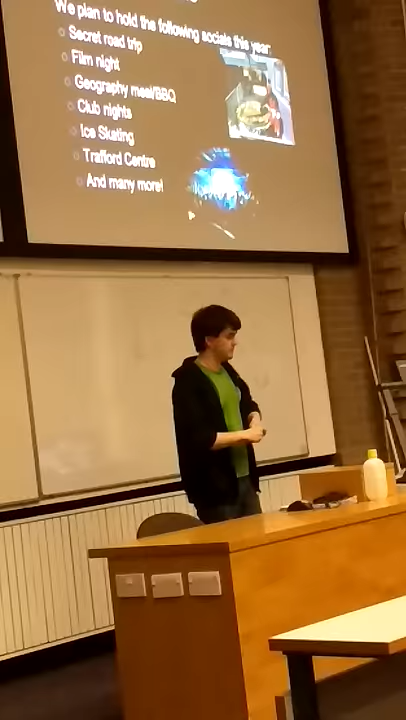 We plan to hold the following socials this year:
Secret road trip
Film night
Geography meal/BBQ
Club nights
Ice Skating
Trafford Centre
And many more!